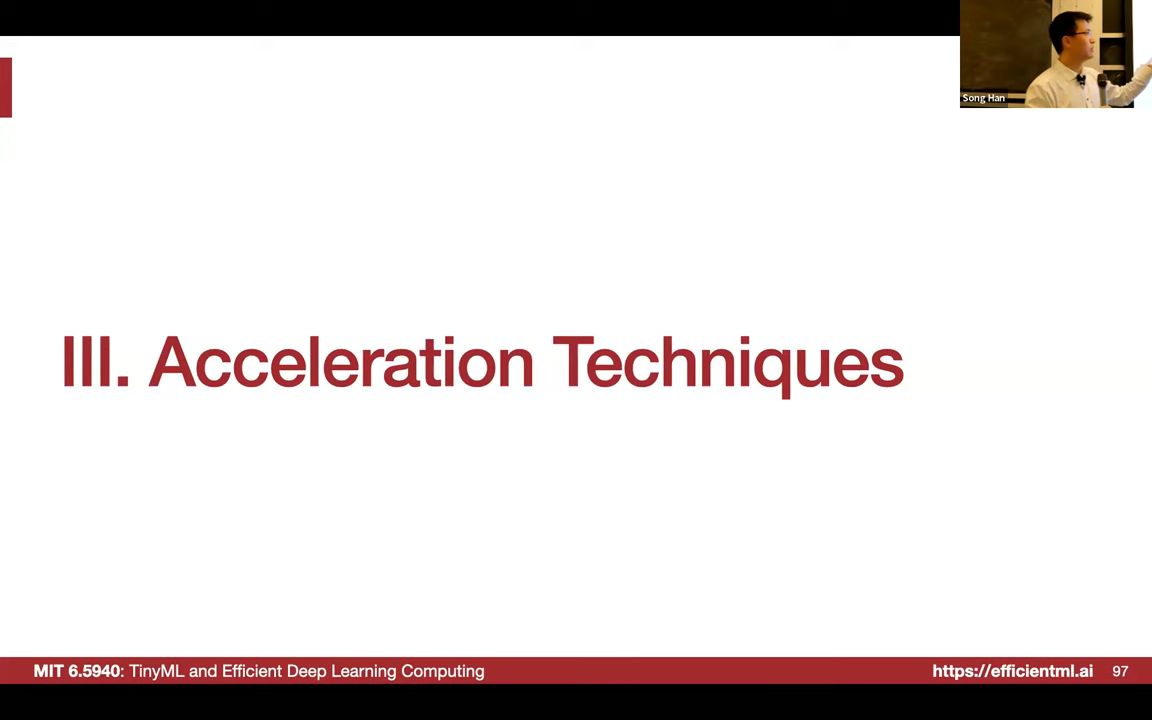 Song Han
III. Acceleration Techniques
MIT 6.5940: TinyML and Efficient Deep Learning Computing
https://efficientml.ai 97